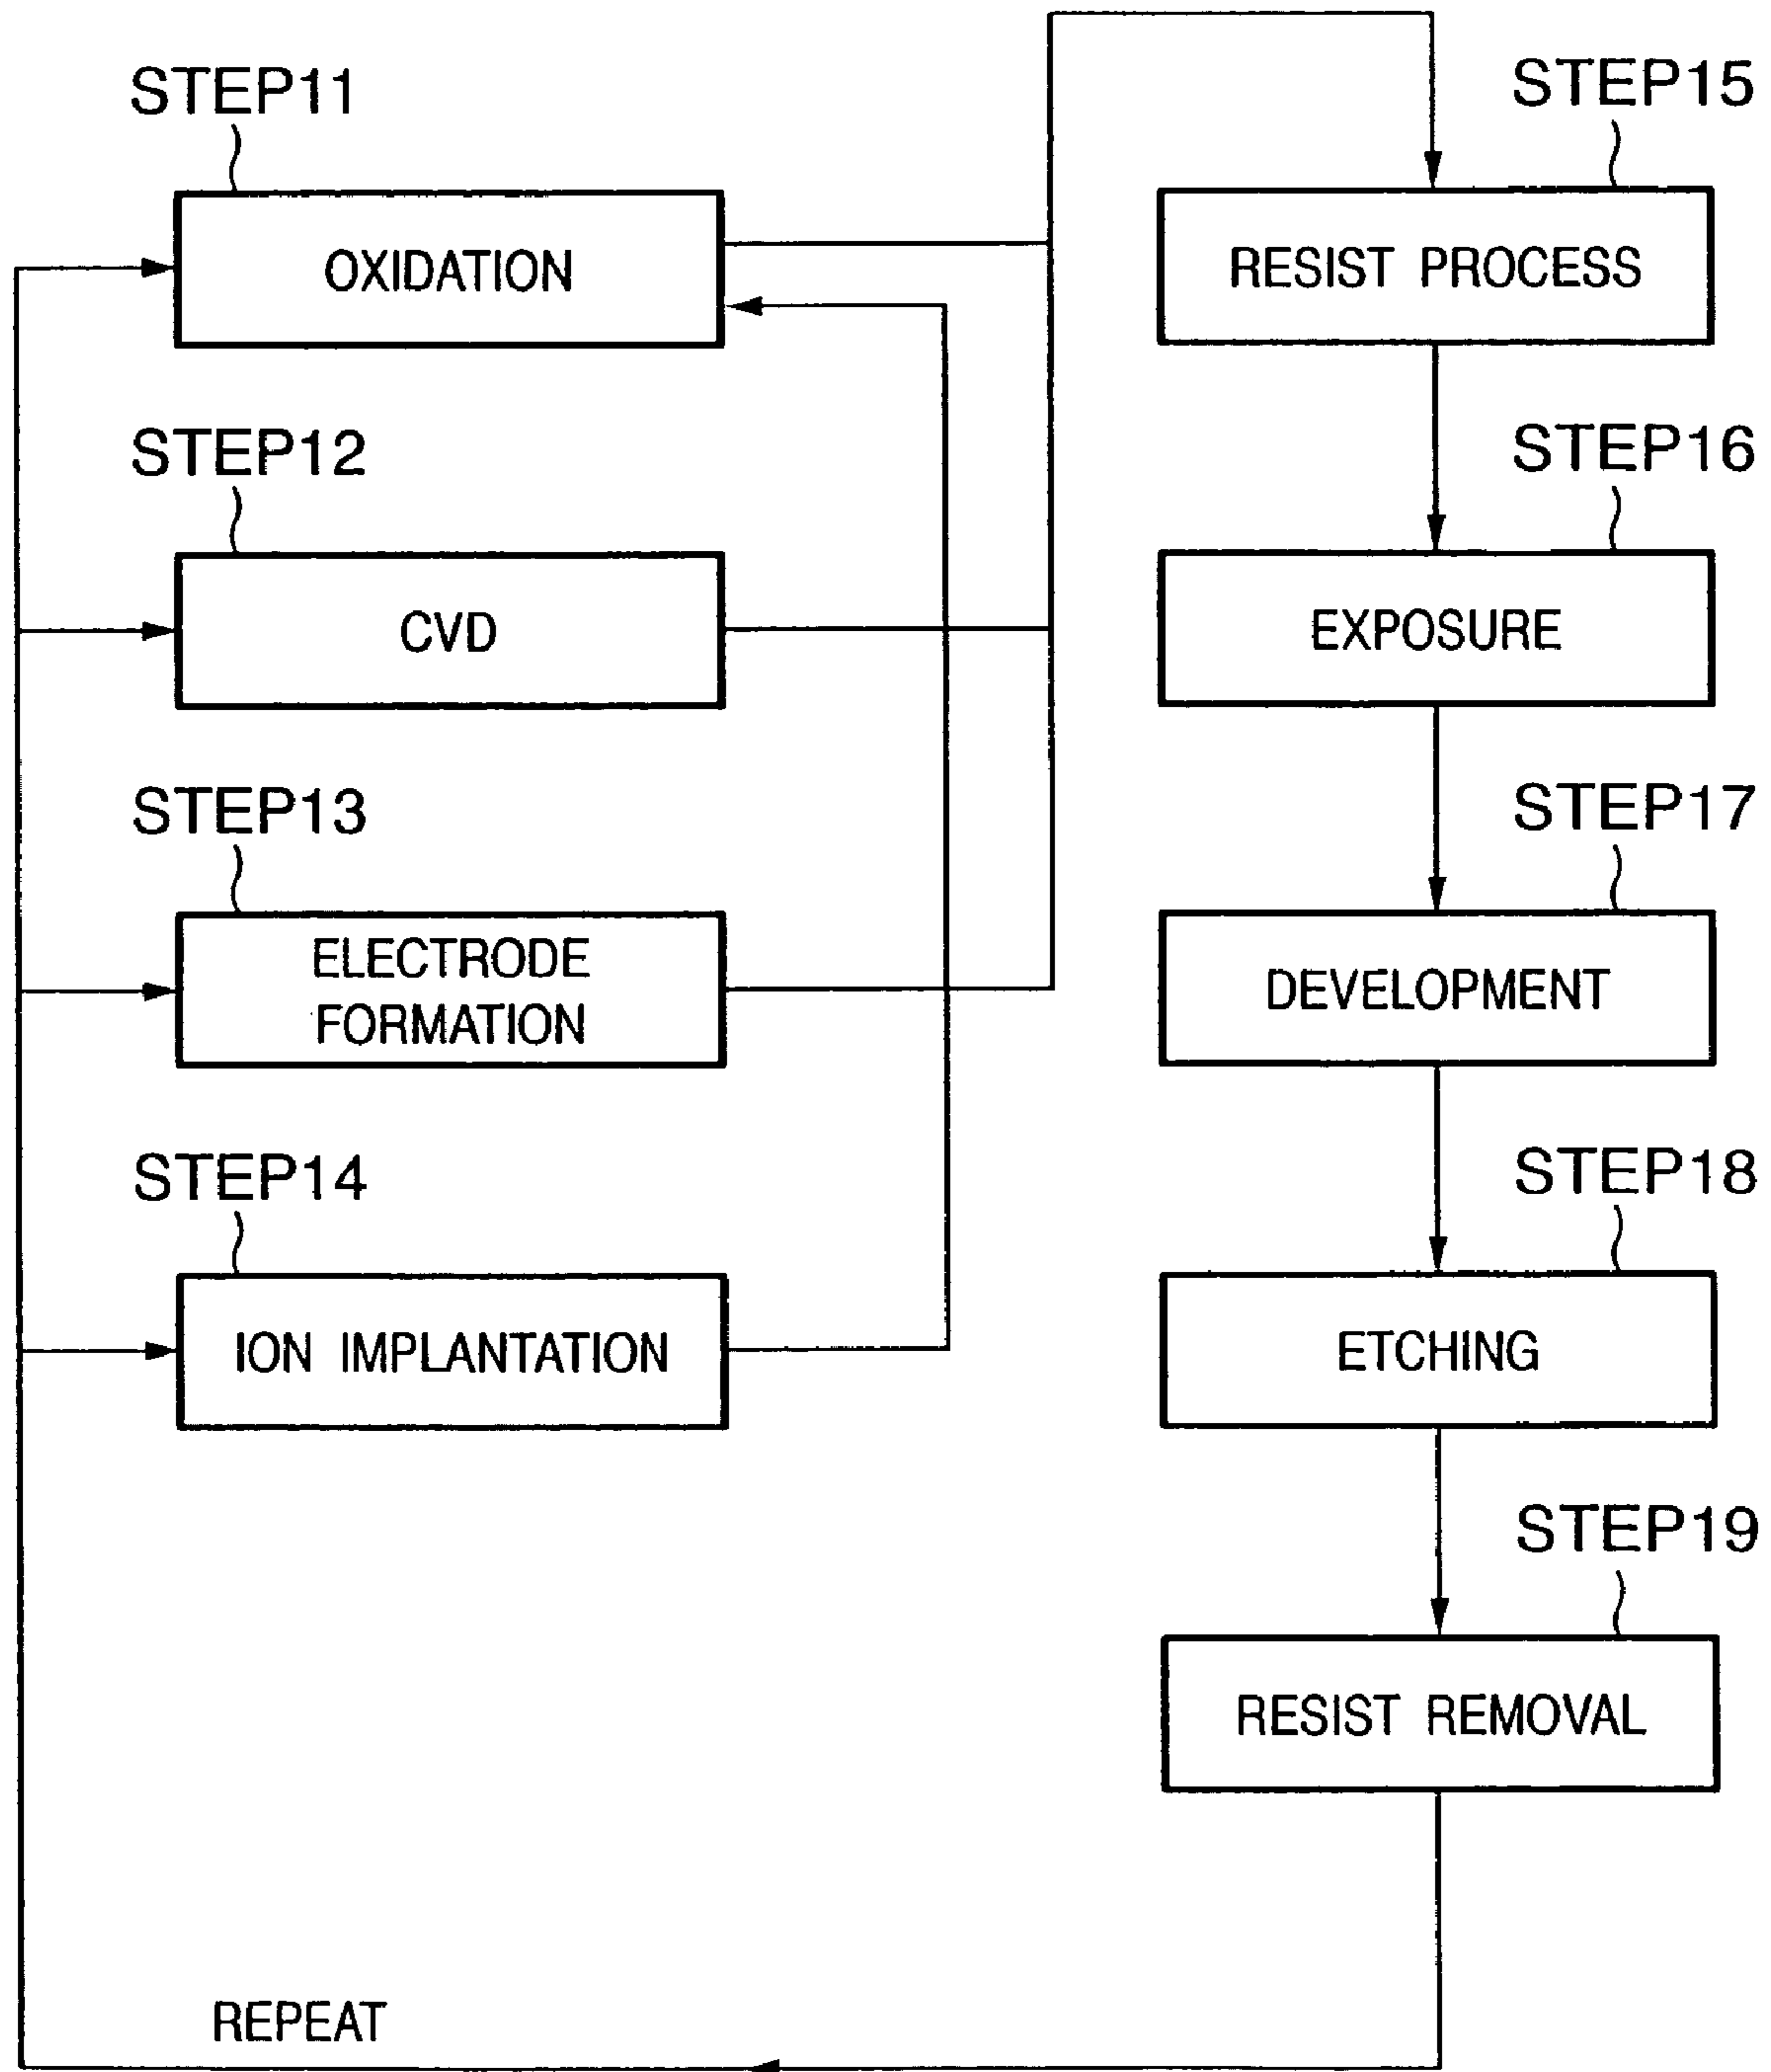 STEP11
OXIDATION
STEP12
CVD
STEP13
ELECTRODE
FORMATION
STEP14
ION IMPLANTATION
STEP15
RESIST PROCESS
STEP16
EXPOSURE
STEP17
DEVELOPMENT
STEP18
ETCHING
STEP19
RESIST REMOVAL
REPEAT